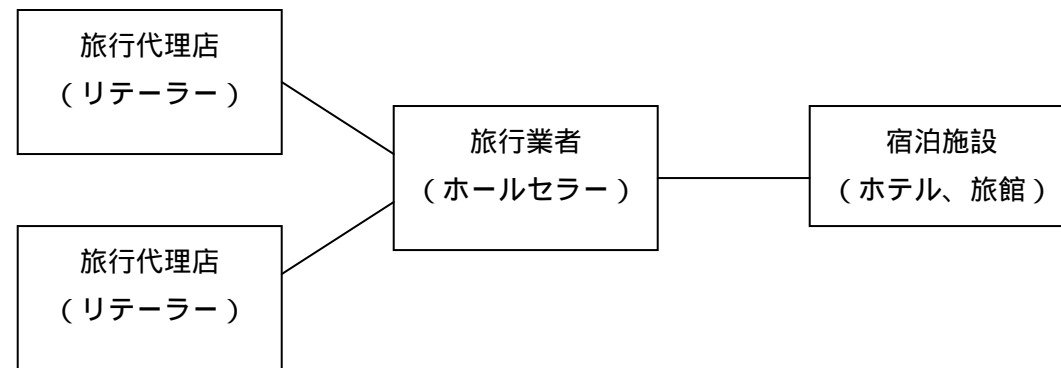 旅行代理店
（リテーラー）
旅行業者
（ホールセラー）
宿泊施設
（ホテル、旅館）
旅行代理店
（リテーラー）